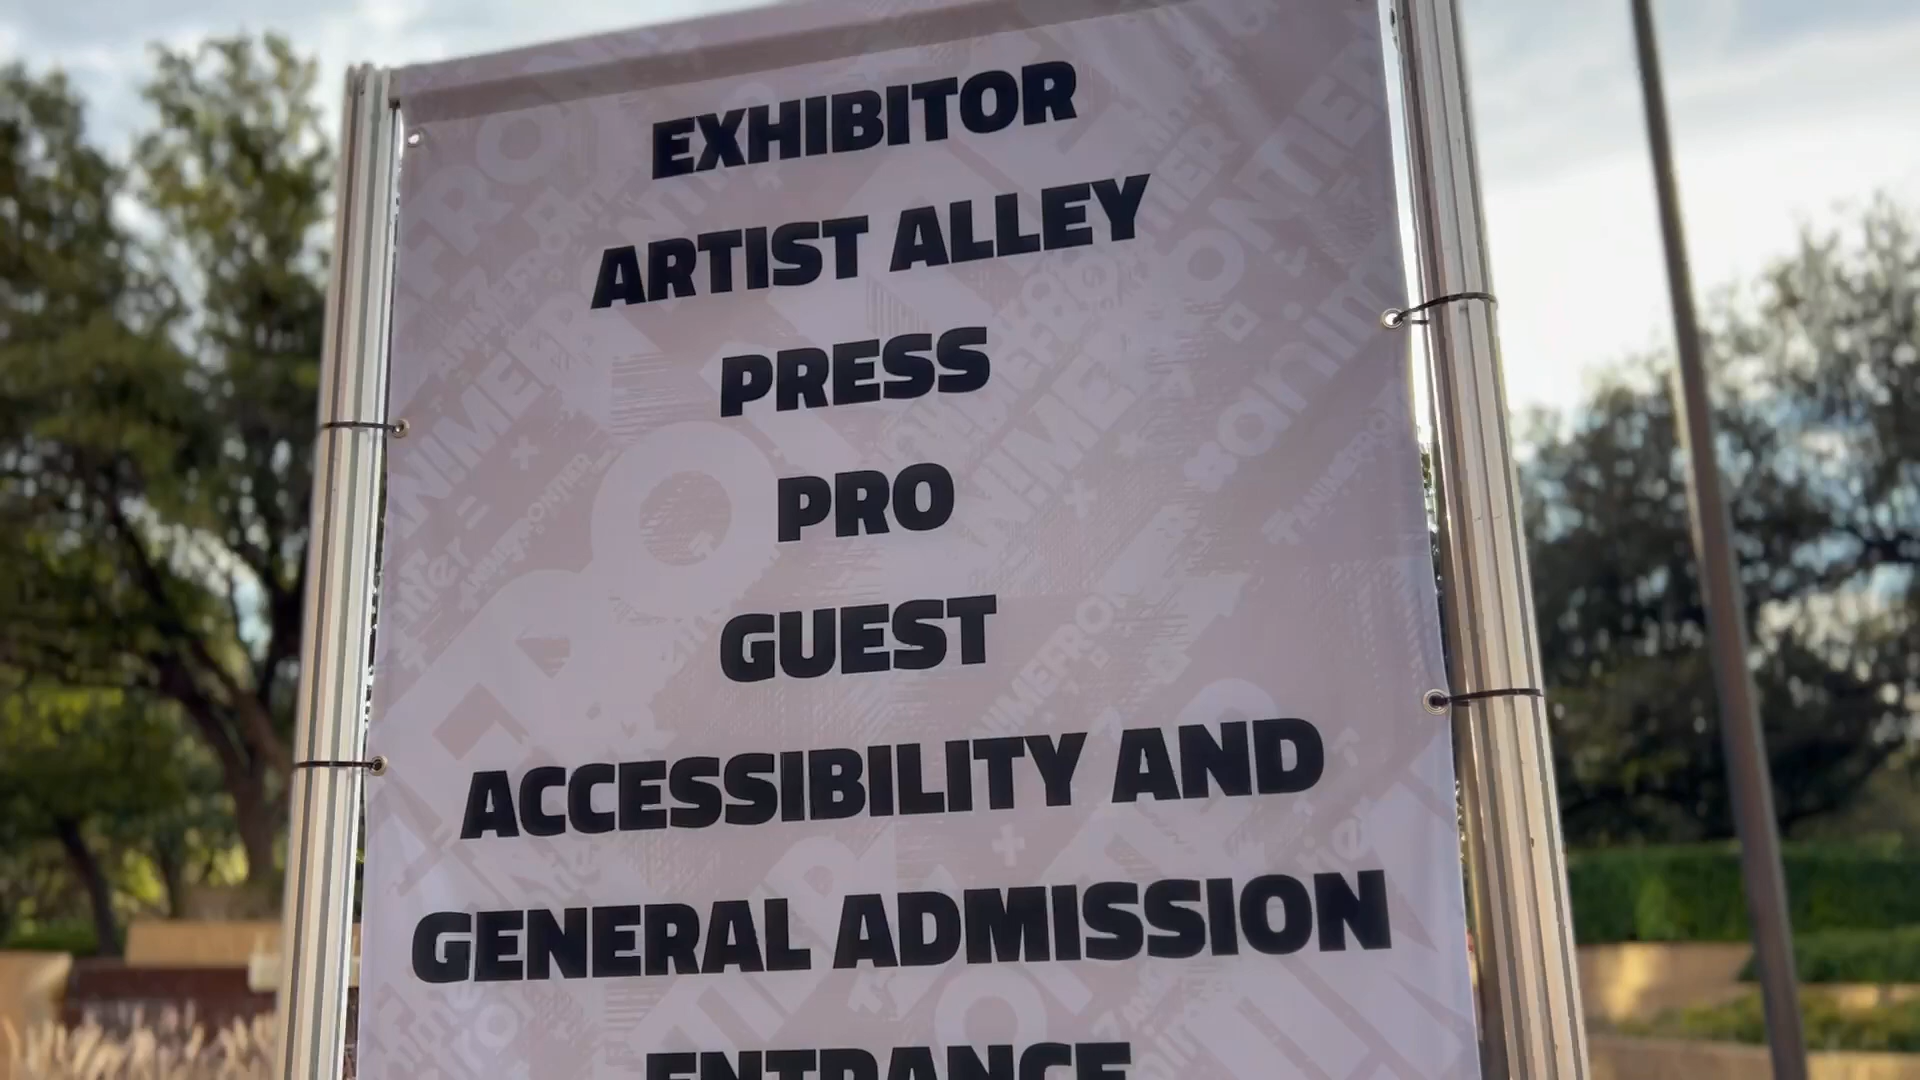 EXHIBITOR
ARTIST ALLEY
PRESS
PRO
GUEST
ACCESSIBILITY AND
GENERAL ADMISSION
ENTRANCE